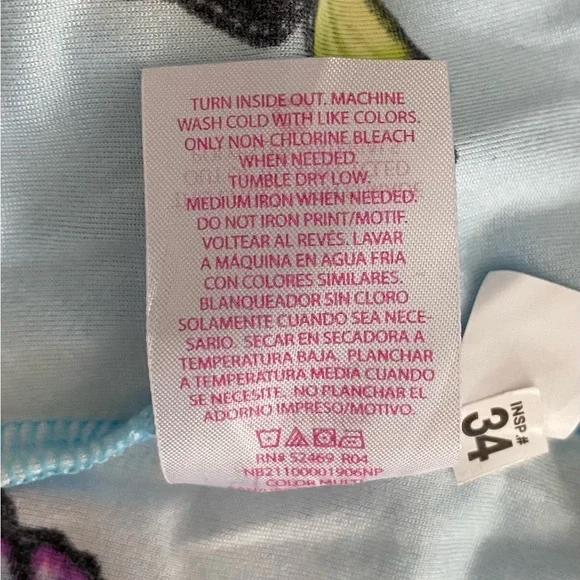 TURN INSIDE OUT. MACHINE
WASH COLD WITH LIKE COLORS.
ONLY NON-CHLORINE BLEACH
WHEN NEEDED.
TUMBLE DRY LOW.
MEDIUM IRON WHEN NEEDED.
DO NOT IRON PRINT/MOTIF.
VOLTEAR AL REVÉS. LAVAR
A MÁQUINA EN AGUA FRÍA
CON COLORES SIMILARES.
BLANQUEADOR SIN CLORO
SOLAMENTE CUANDO SEA NECE-
SARIO. SECAR EN SECADORA A
TEMPERATURA BAJA. PLANCHAR
A TEMPERATURA MEDIA CUANDO
SE NECESITE. NO PLANCHAR EL
ADORNO IMPRESO/MOTIVO.
RN# 52469 R04
NB21100001906NP
COLOR MULTI
INSP.#
34